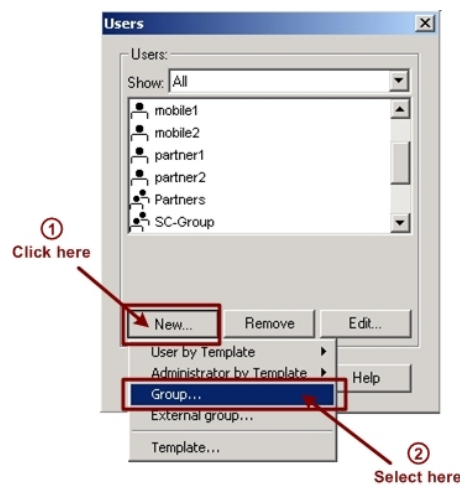 Users
Users:
Show: All
mobile1
mobile2
partner1
partner2
Partners
SC-Group
1
Click here
New... Remove Edit...
User by Template
Administrator by Template
Help
Group...
External group...
Template...
2
Select here